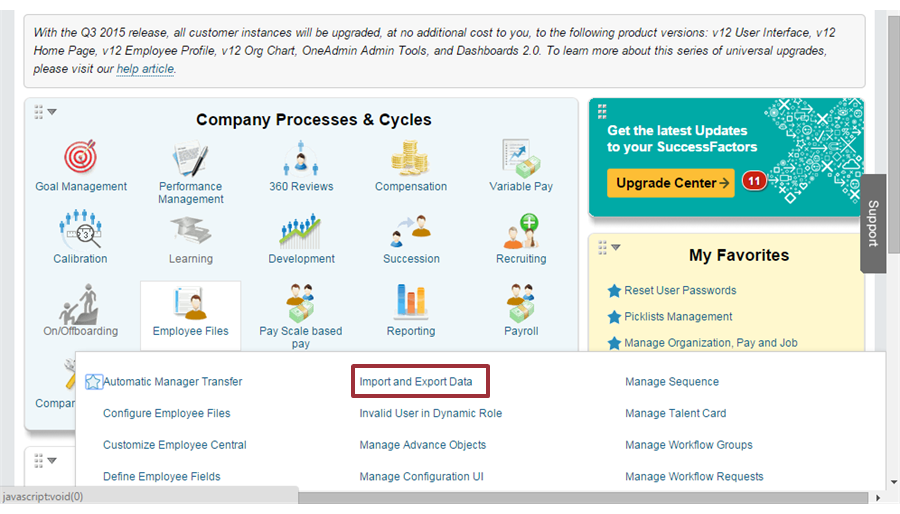 With the Q3 2015 release, all customer instances will be upgraded, at no additional cost to you, to the following product versions: v12 User Interface, v12
Home Page, v12 Employee Profile, v12 Org Chart, OneAdmin Admin Tools, and Dashboards 2.0. To learn more about this series of universal upgrades,
please visit our help article.
Company Processes & Cycles
Goal Management
Performance
Management
360 Reviews
Compensation
Variable Pay
3
Calibration
Learning
Development
Succession
Recruiting
On/Offboarding
Employee Files
Pay Scale based
pay
Reporting
Payroll
Compan
Get the latest Updates
to your SuccessFactors
Upgrade Center
11
Support
My Favorites
Reset User Passwords
Picklists Management
Manage Organization, Pay and Job
Automatic Manager Transfer
Import and Export Data
Manage Sequence
Configure Employee Files
Invalid User in Dynamic Role
Manage Talent Card
Customize Employee Central
Manage Advance Objects
Manage Workflow Groups
Define Employee Fields
Manage Configuration UI
Manage Workflow Requests
javascript:void(0)